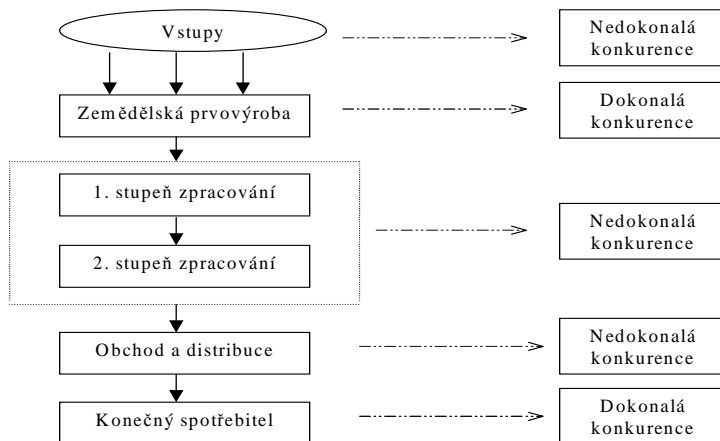 Vstupy
Nedokonalá
konkurence
Zemědělská prvovýroba
Dokonalá
konkurence
1. stupeň zpracování
2. stupeň zpracování
Nedokonalá
konkurence
Obchod a distribuce
Nedokonalá
konkurence
Konečný spotřebitel
Dokonalá
konkurence